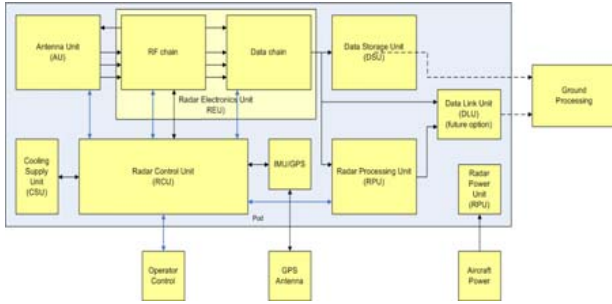 Antenna Unit
(AU)
RF chain
Data chain
Data Storage Unit
(DSU)
Radar Electronics Unit
REU)
Data Link Unit
(DLU)
(future option)
Ground
Processing
Cooling
Supply
Unit
(CSU)
Radar Control Unit
(RCU)
IMU/GPS
Radar Processing Unit
(RPU)
Radar
Power
Unit
(RPU)
Pod
Operator
Control
GPS
Antenna
Aircraft
Power